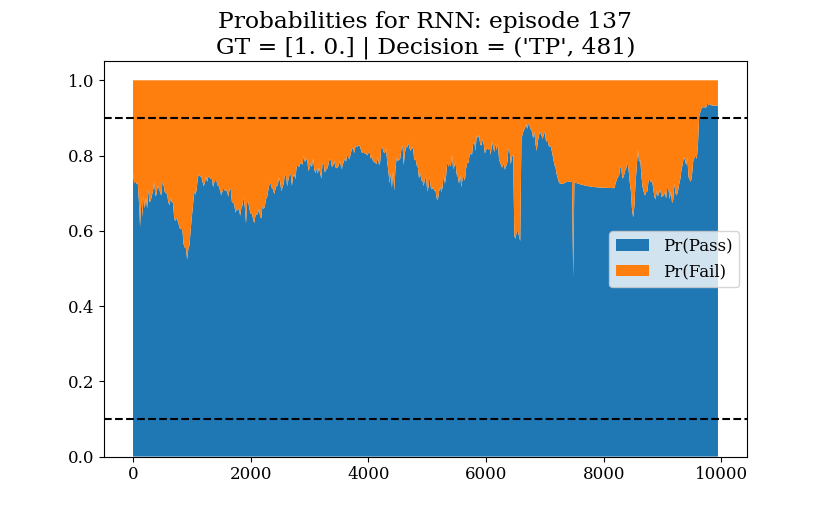 Probabilities for RNN: episode 137
GT = [1. 0.] | Decision = ('TP', 481)
1.0
0.8
0.6
0.4
0.2
0.0
Pr(Pass)
Pr(Fail)
0 2000 4000 6000 8000 10000